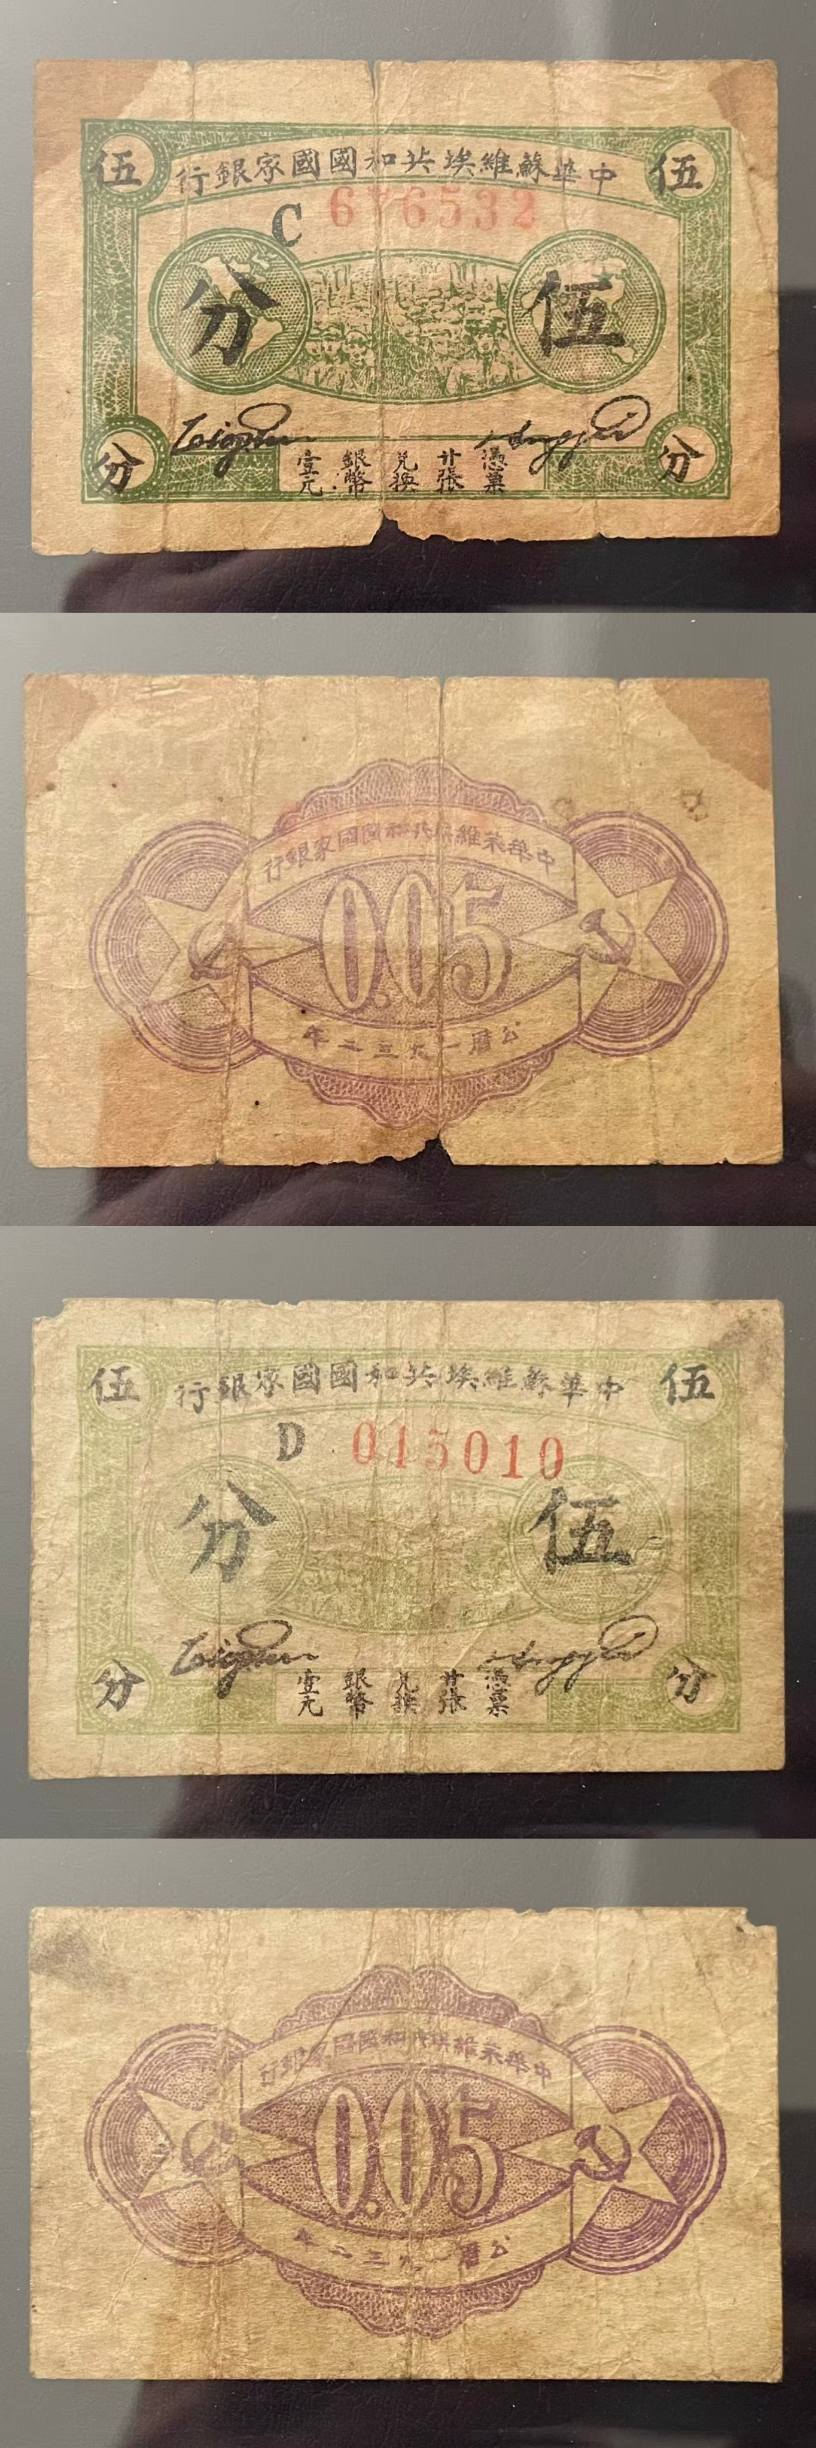 中華蘇維埃共和國國家銀行
伍 伍
C 676532
伍分
憑票廿張兌換銀幣壹元
分 分
中華苏維埃共和國國家銀行
0.05
公曆一九三二年
中華蘇維埃共和國國家銀行
伍 伍
D 015010
伍分
憑票廿張兌換銀幣壹元
分 分
中華苏維埃共和國國家銀行
0.05
公曆一九三二年